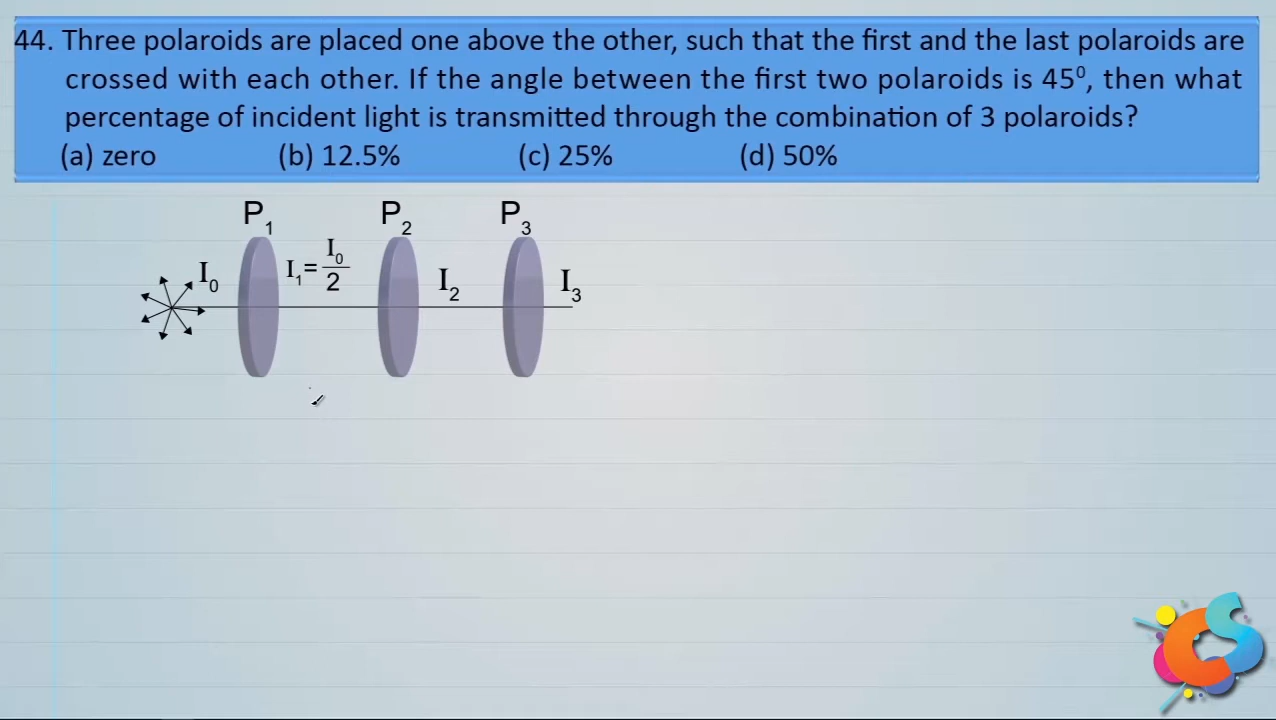 44. Three polaroids are placed one above the other, such that the first and the last polaroids are
crossed with each other. If the angle between the first two polaroids is 45⁰, then what
percentage of incident light is transmitted through the combination of 3 polaroids?
(a) zero (b) 12.5% (c) 25% (d) 50%
P₁ P₂ P₃
I₀ I₁=I₀/2 I₂ I₃
CS